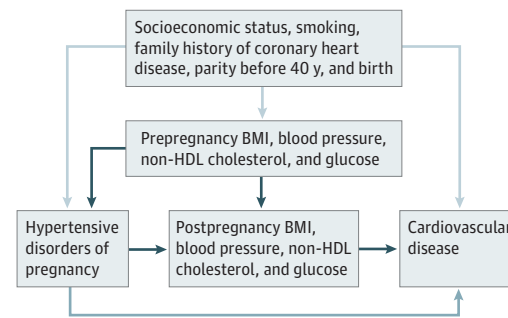 Socioeconomic status, smoking,
family history of coronary heart
disease, parity before 40 y, and birth
Prepregnancy BMI, blood pressure,
non-HDL cholesterol, and glucose
Hypertensive
disorders of
pregnancy
Postpregnancy BMI,
blood pressure, non-HDL
cholesterol, and glucose
Cardiovascular
disease